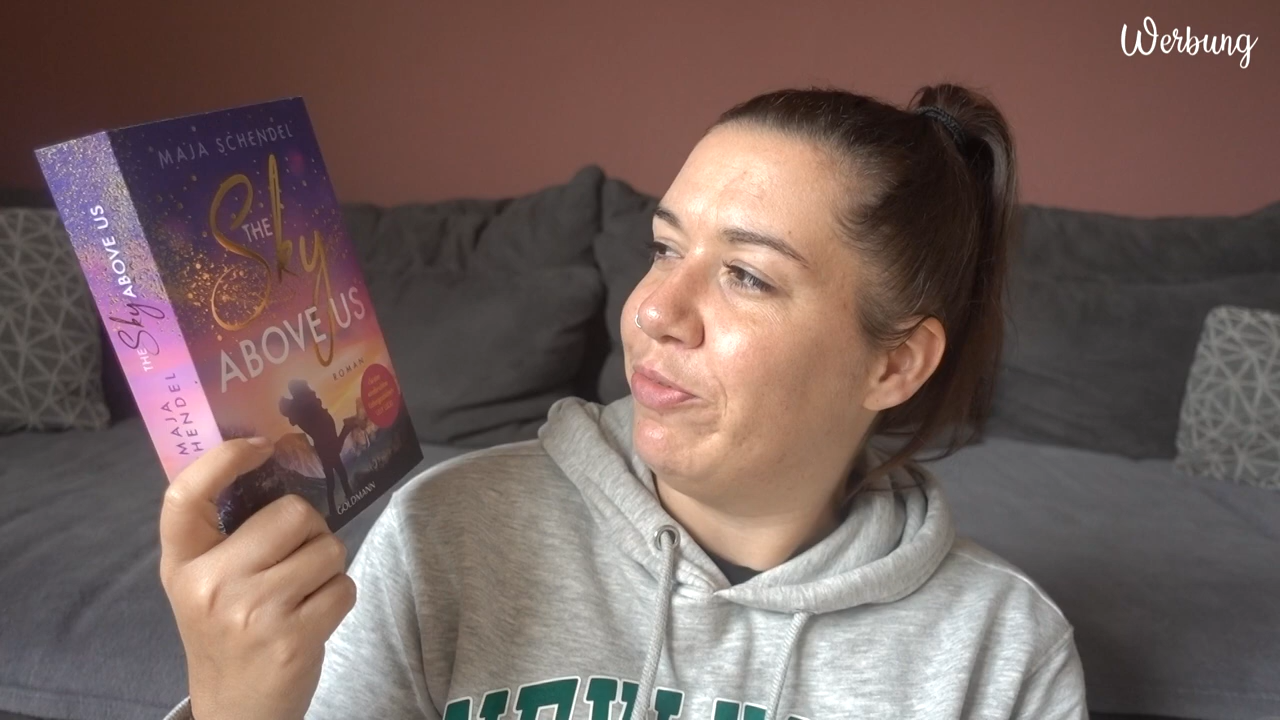 Werbung
MAJA SCHENDEL
THE
Sky
ABOVE US
ROMAN
GOLDMANN
THE Sky ABOVE US
MAJA
HENDEL